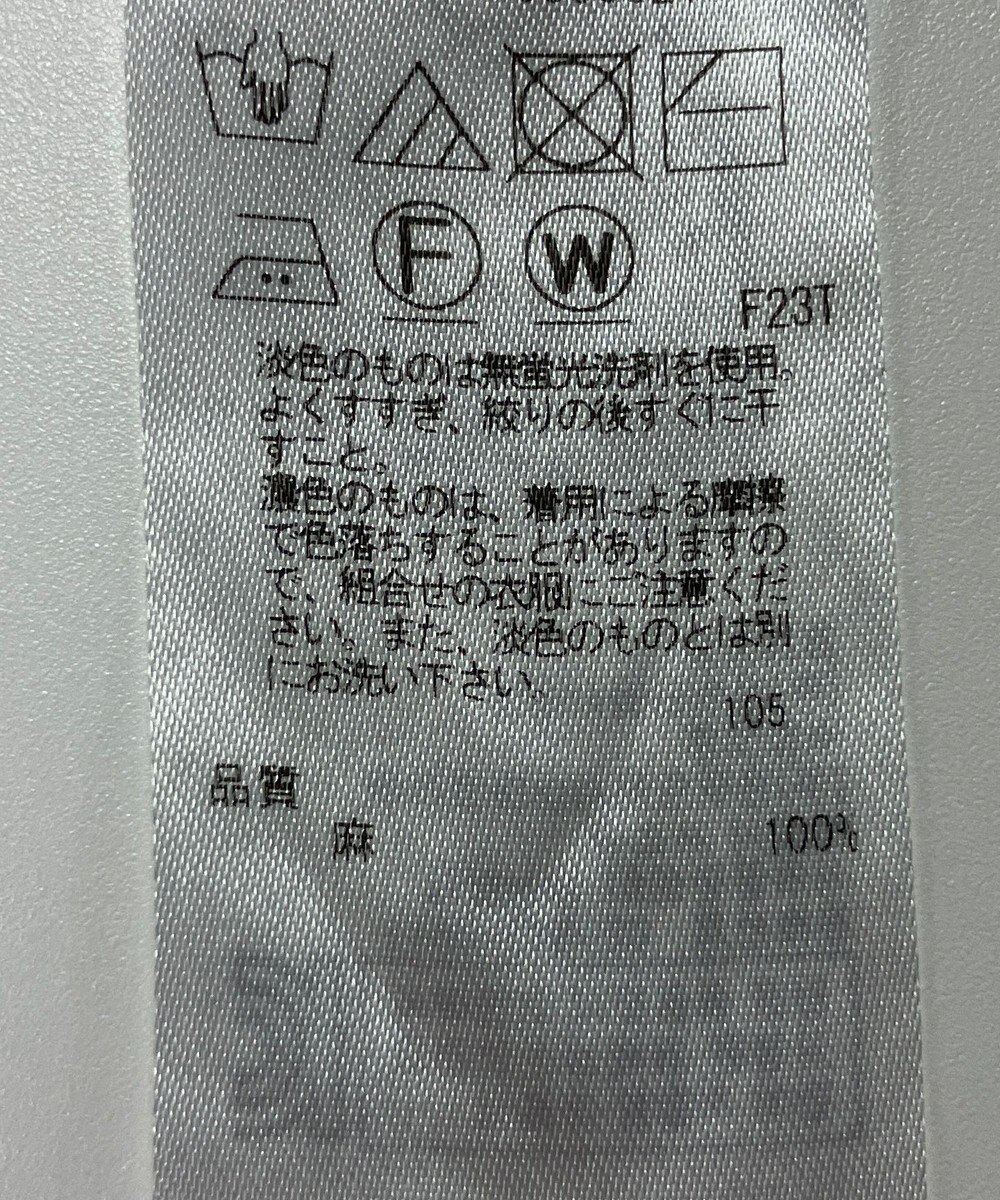 F
W
F23T
淡色のものは無蛍光洗剤を使用。
よくすすぎ、絞りの後すぐに干
すこと。
濃色のものは、着用による摩擦
で色落ちすることがありますの
で、組合せの衣服にご注意くだ
さい。また、淡色のものとは別
にお洗い下さい。
105
品質
麻 100%